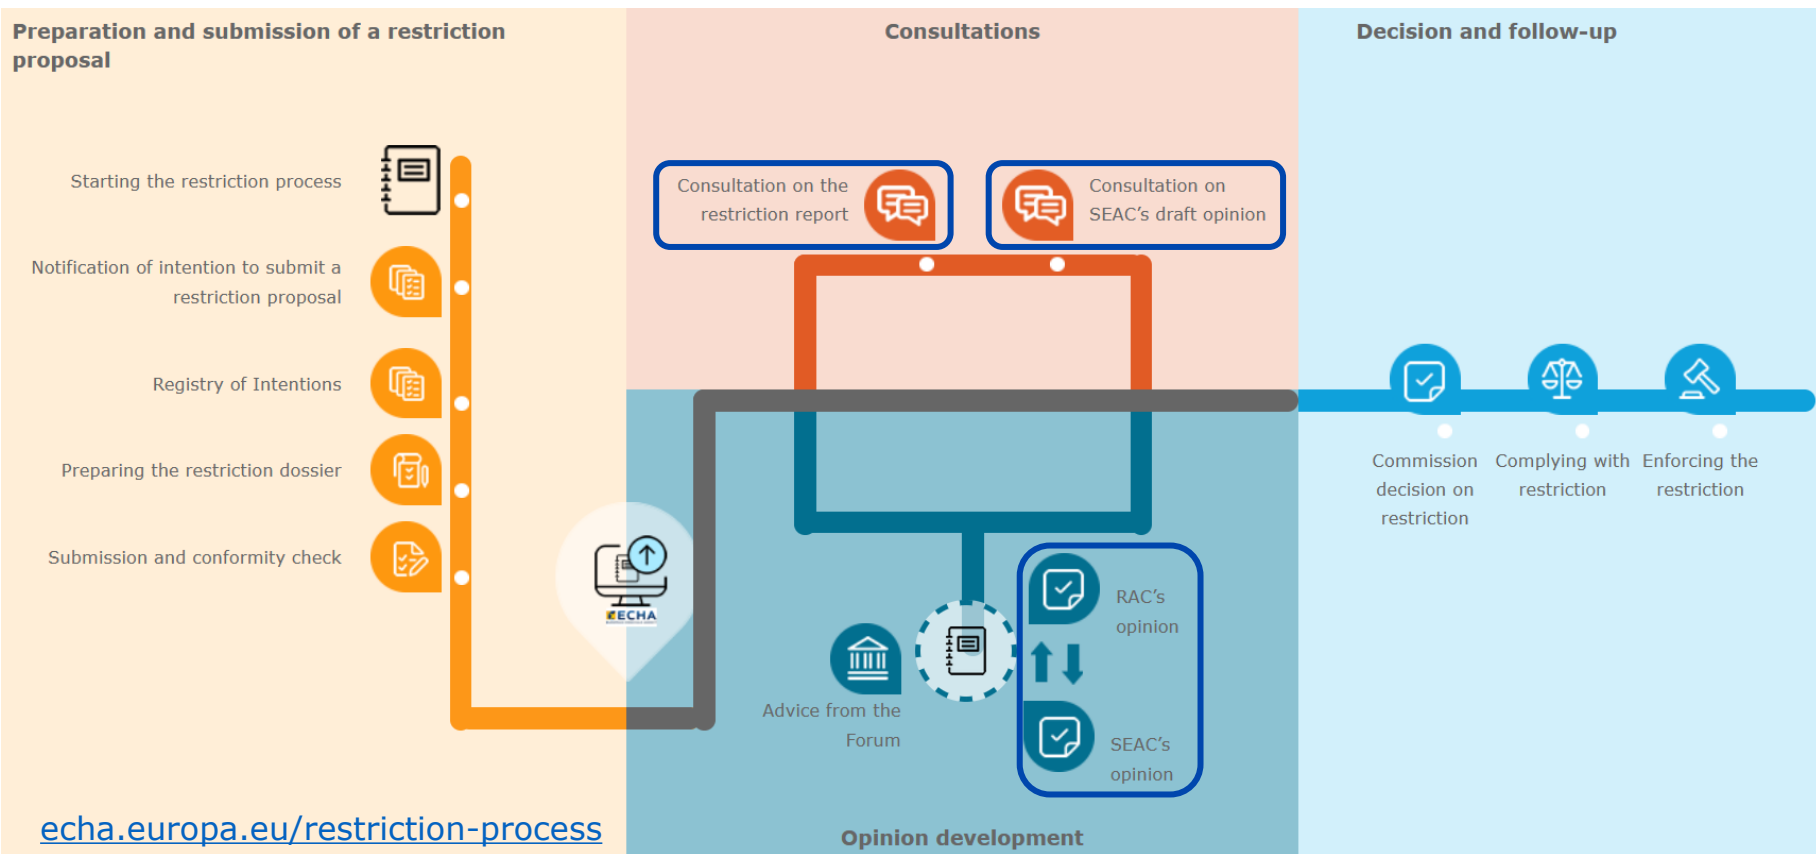 Preparation and submission of a restriction
proposal
Starting the restriction process
Notification of intention to submit a
restriction proposal
Registry of Intentions
Preparing the restriction dossier
Submission and conformity check
echa.europa.eu/restriction-process
ECHA
Consultations
Consultation on the
restriction report
Consultation on
SEAC’s draft opinion
RAC’s
opinion
Advice from the
Forum
SEAC’s
opinion
Opinion development
Decision and follow-up
Commission
decision on
restriction
Complying with
restriction
Enforcing the
restriction